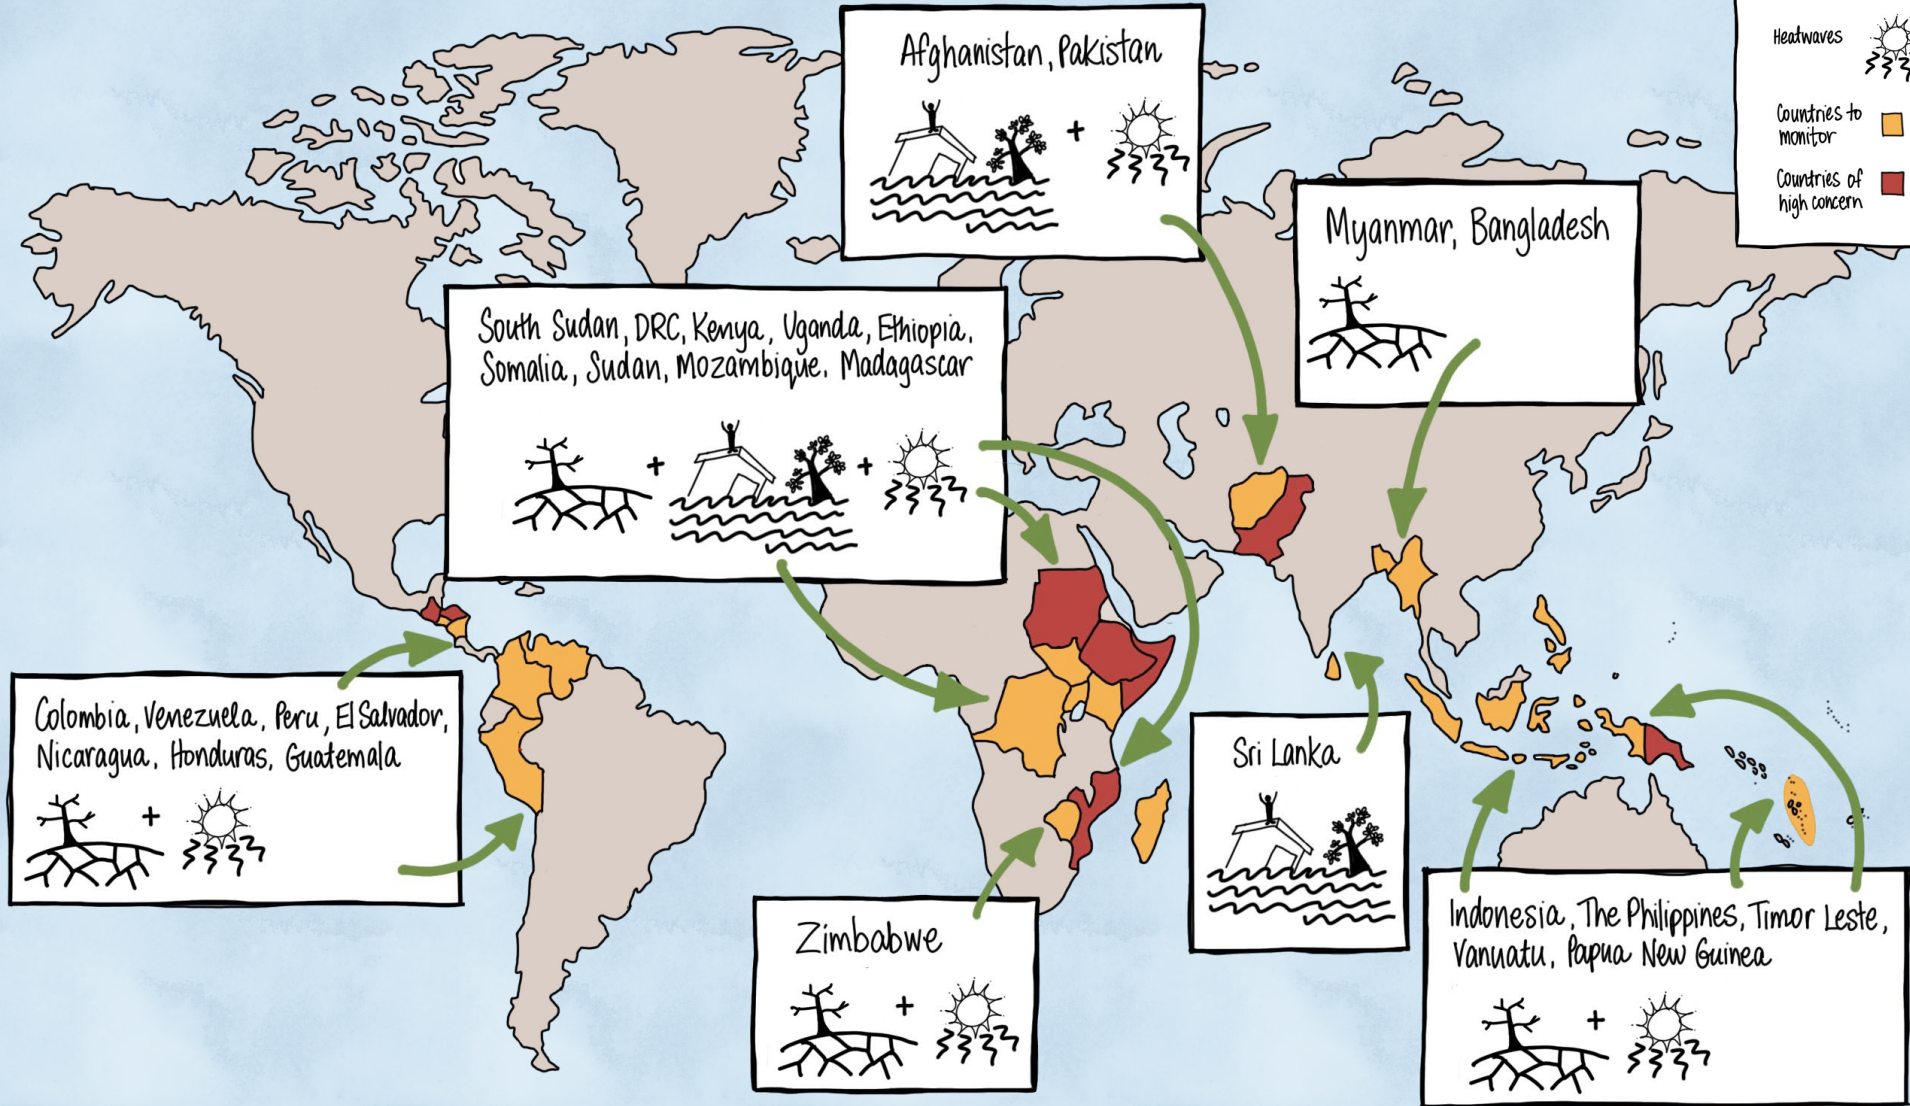 Afghanistan, Pakistan
Heatwaves
Countries to
monitor
Countries of
high concern
Myanmar, Bangladesh
South Sudan, DRC, Kenya, Uganda, Ethiopia,
Somalia, Sudan, Mozambique, Madagascar
+
+
+
Colombia, Venezuela, Peru, El Salvador,
Nicaragua, Honduras, Guatemala
+
Sri Lanka
Zimbabwe
+
Indonesia, The Philippines, Timor Leste,
Vanuatu, Papua New Guinea
+